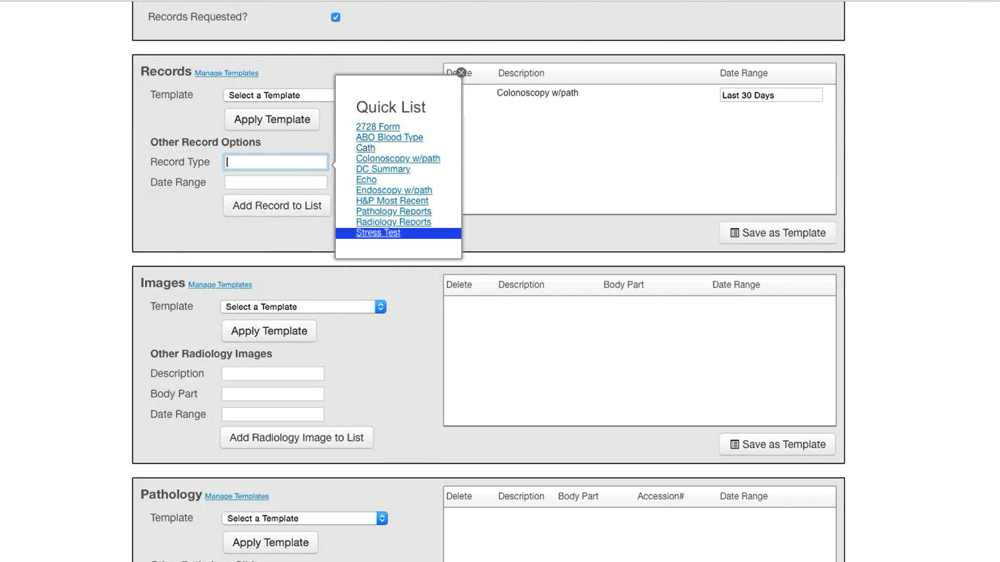 Records Requested?
Records Manage Templates
Description Date Range
Template Select a Template
Colonoscopy w/path Last 30 Days
Apply Template
Other Record Options
Record Type
Date Range
Add Record to List
Quick List
2728 Form
ABO Blood Type
Cath
Colonoscopy w/path
DC Summary
Echo
Endoscopy w/path
H&P Most Recent
Pathology Reports
Radiology Reports
Stress Test
Save as Template
Images Manage Templates
Delete Description Body Part Date Range
Template Select a Template
Apply Template
Other Radiology Images
Description
Body Part
Date Range
Add Radiology Image to List
Save as Template
Pathology Manage Templates
Delete Description Body Part Accession# Date Range
Template Select a Template
Apply Template